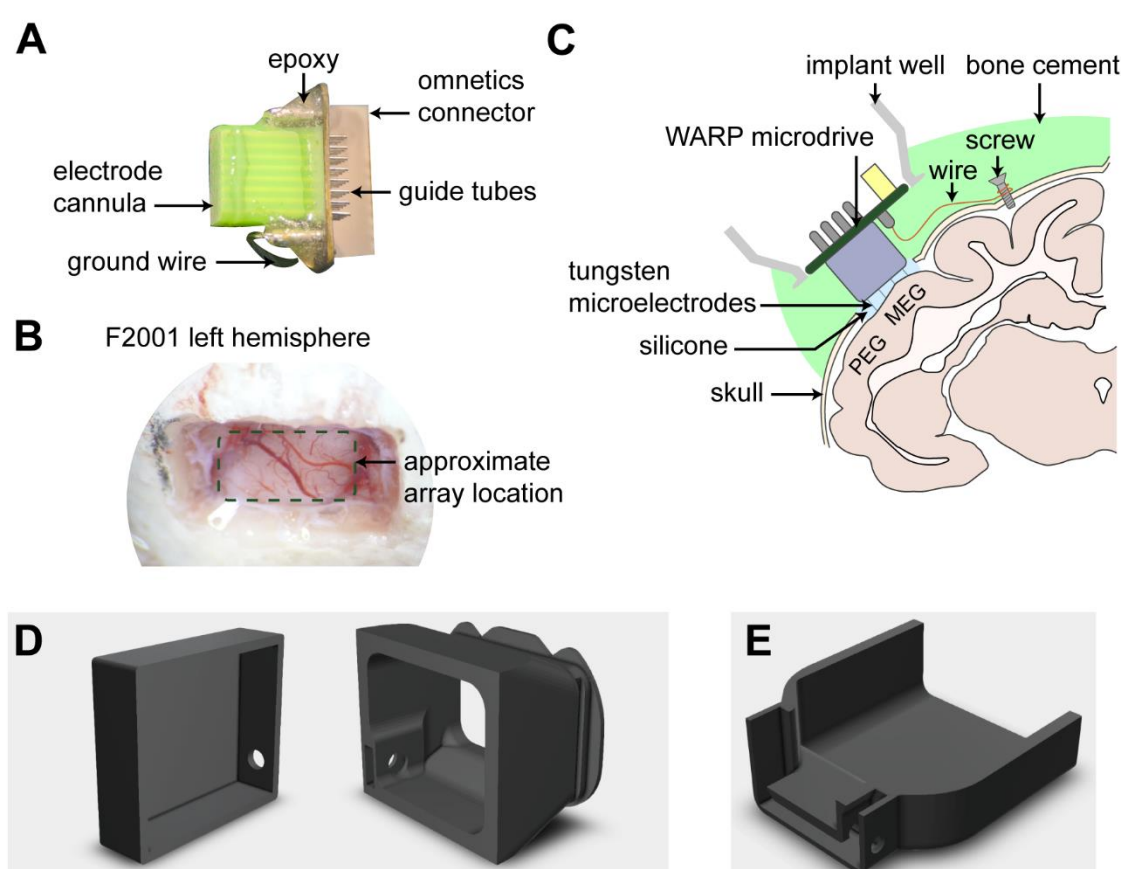 A
epoxy
omnetics
connector
electrode
cannula
guide tubes
ground wire
B
F2001 left hemisphere
approximate
array location
C
implant well
bone cement
WARP microdrive
screw
wire
tungsten
microelectrodes
MEG
silicone
PEG
skull
D
E